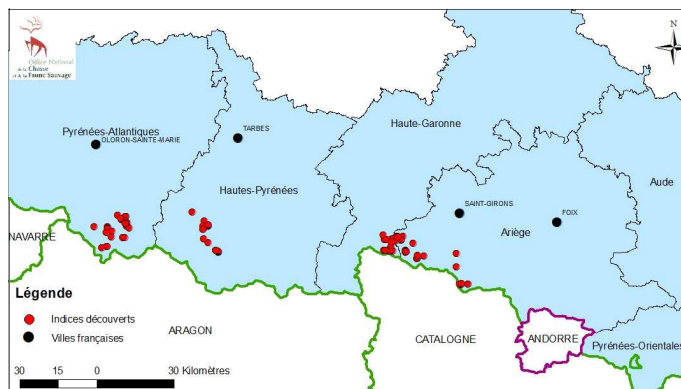 Office National
de la Chasse
et de la Faune Sauvage
N
Pyrénées-Atlantiques
OLORON-SAINTE-MARIE
TARBES
Haute-Garonne
Hautes-Pyrénées
SAINT-GIRONS
FOIX
Aude
Ariège
NAVARRE
Légende
Indices découverts
Villes françaises
ARAGON
CATALOGNE
ANDORRE
Pyrénées-Orientales
30 15 0 30 Kilomètres